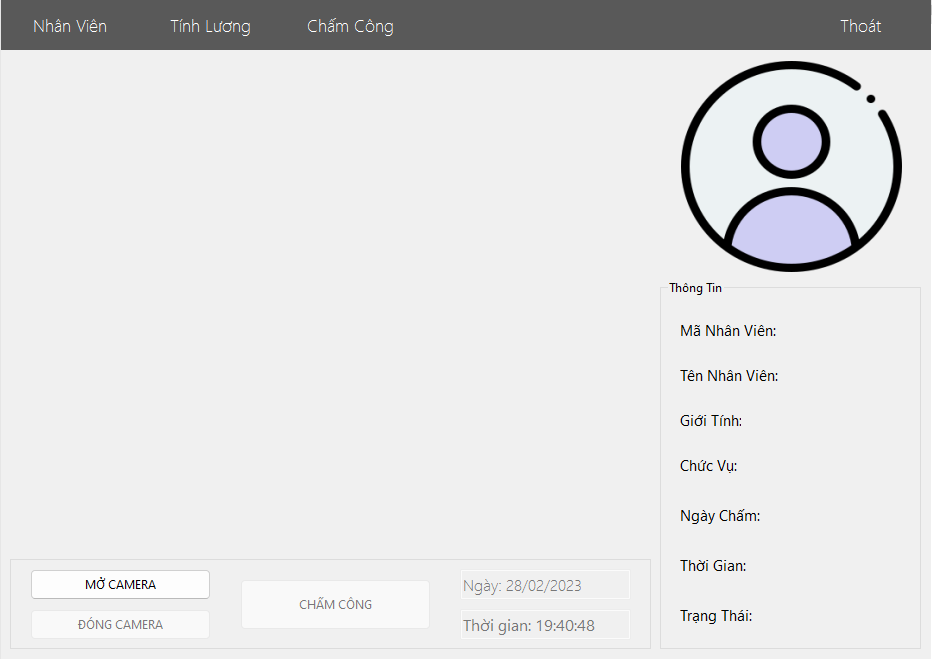 Nhân Viên
Tính Lương
Chấm Công
Thoát
Thông Tin
Mã Nhân Viên:
Tên Nhân Viên:
Giới Tính:
Chức Vụ:
Ngày Chấm:
Thời Gian:
Trạng Thái:
MỞ CAMERA
ĐÓNG CAMERA
CHẤM CÔNG
Ngày: 28/02/2023
Thời gian: 19:40:48